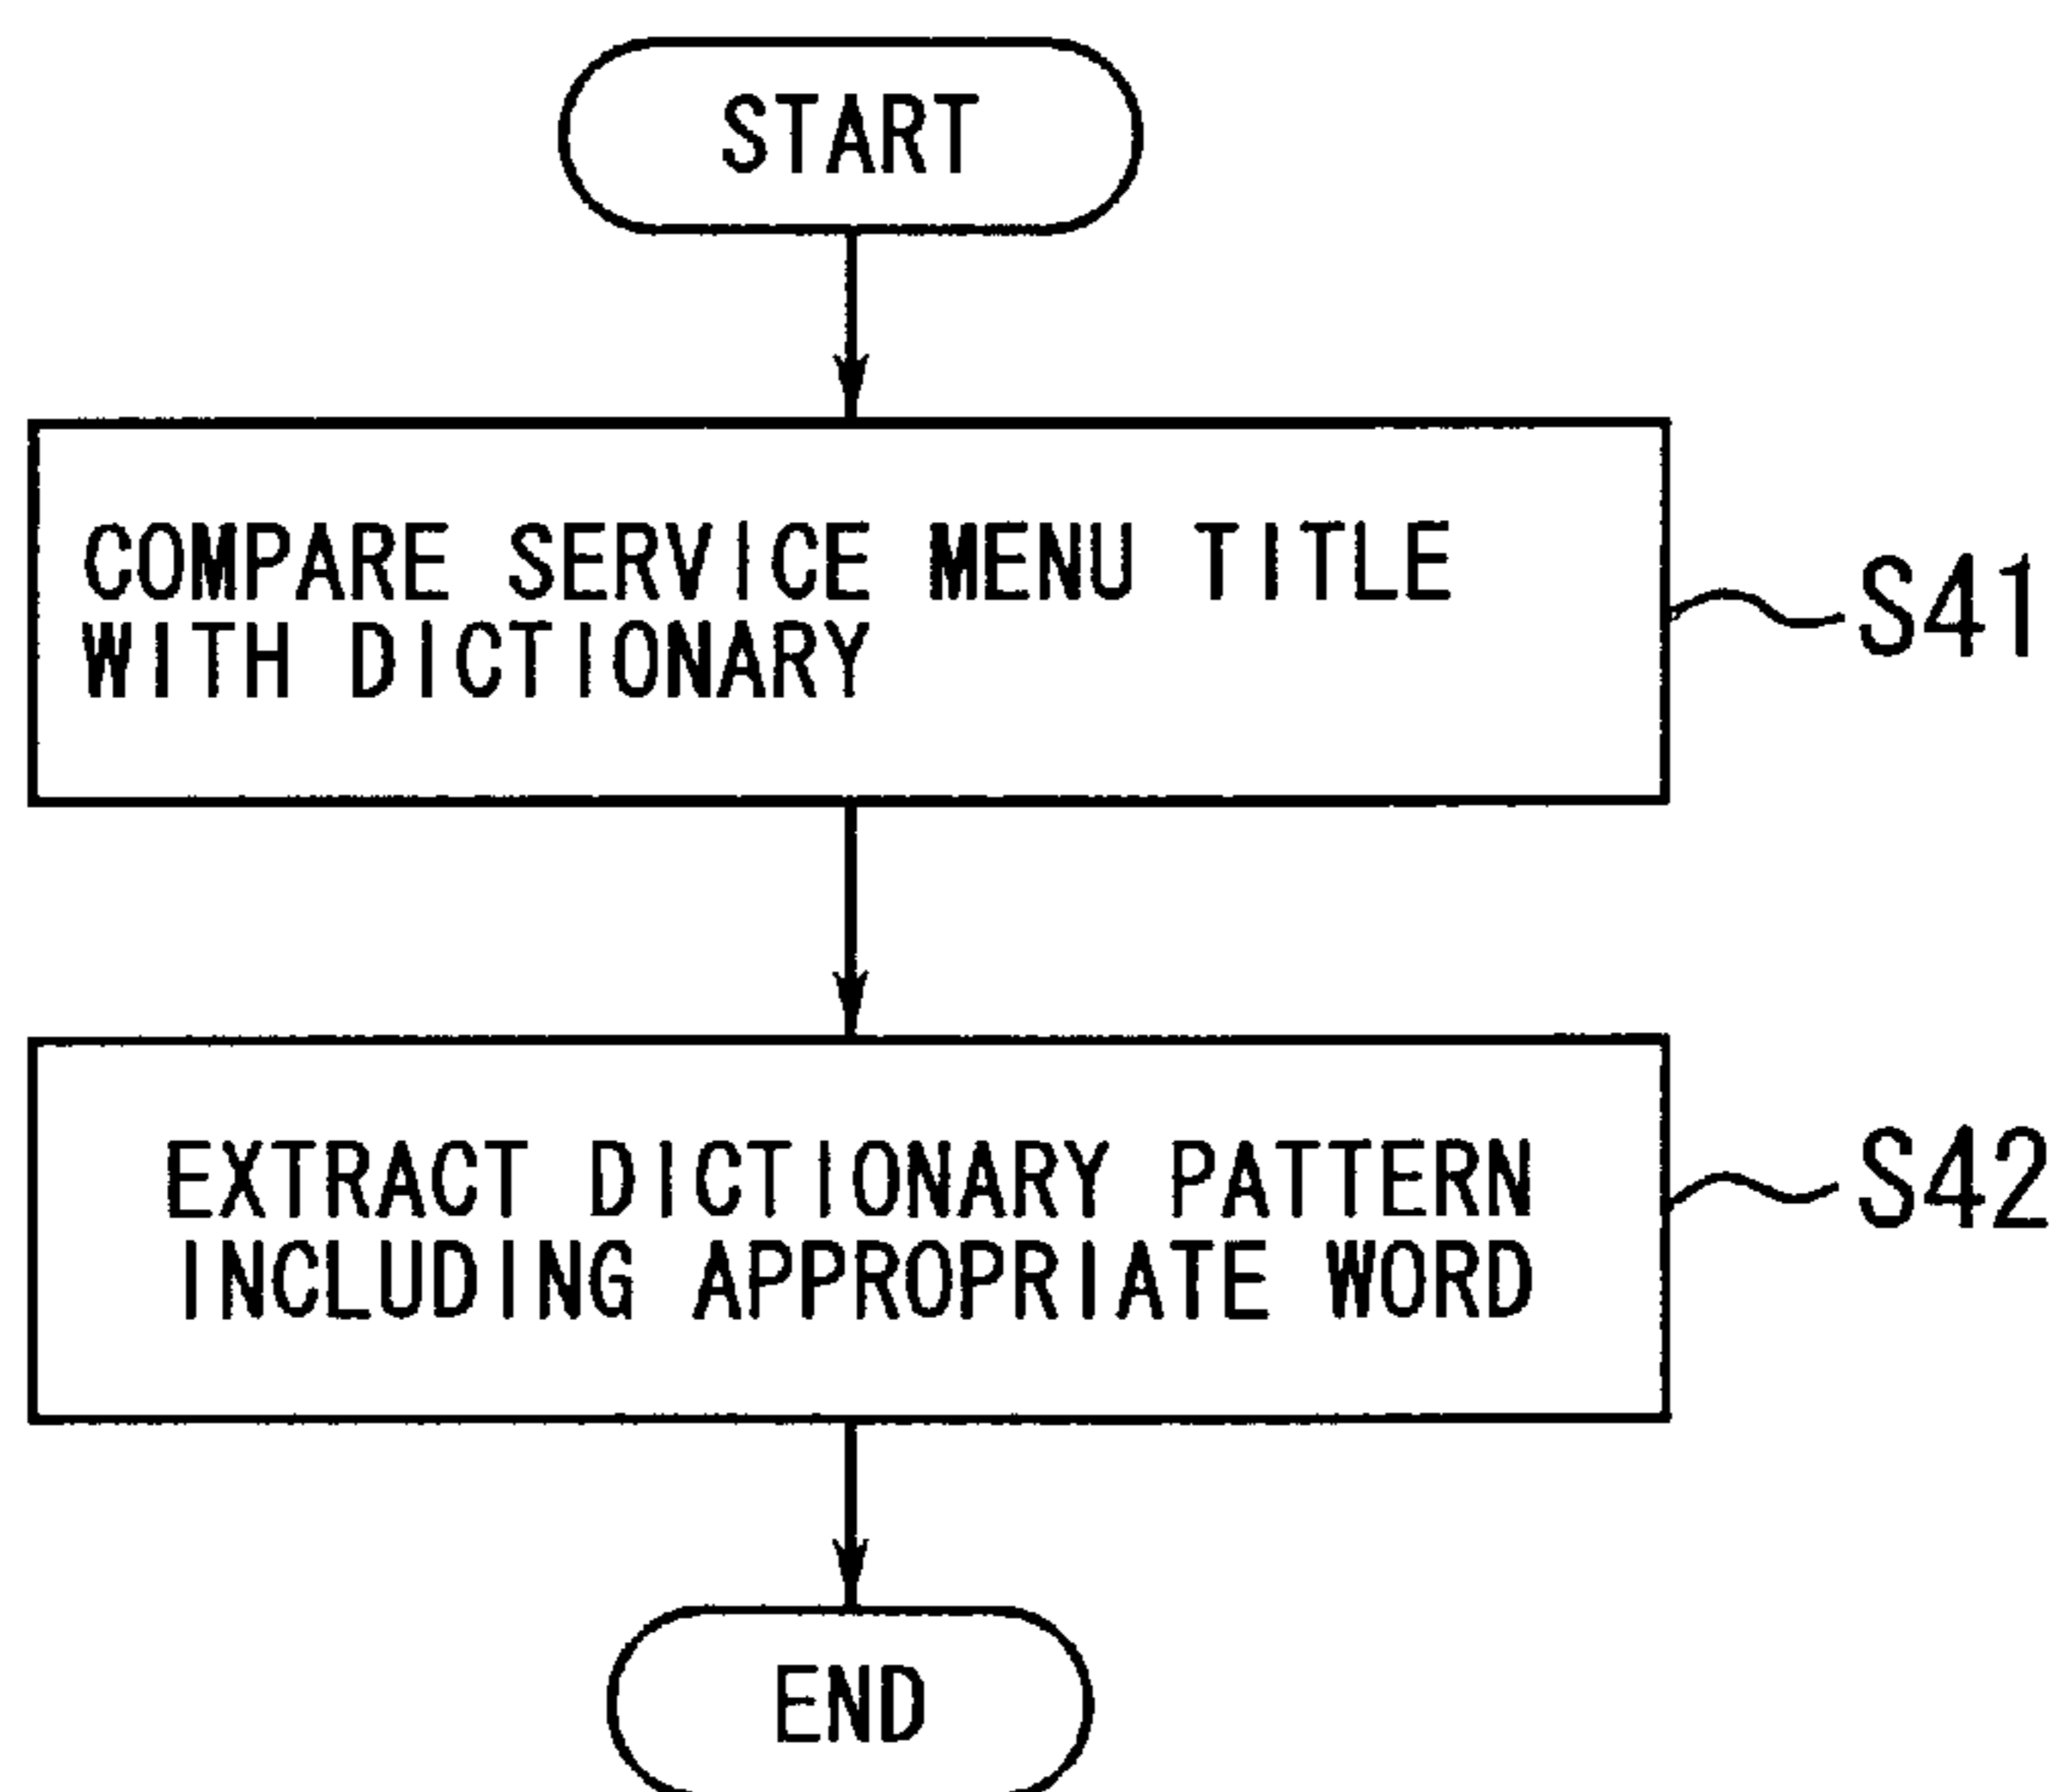 START
COMPARE SERVICE MENU TITLE
WITH DICTIONARY
S41
EXTRACT DICTIONARY PATTERN
INCLUDING APPROPRIATE WORD
S42
END